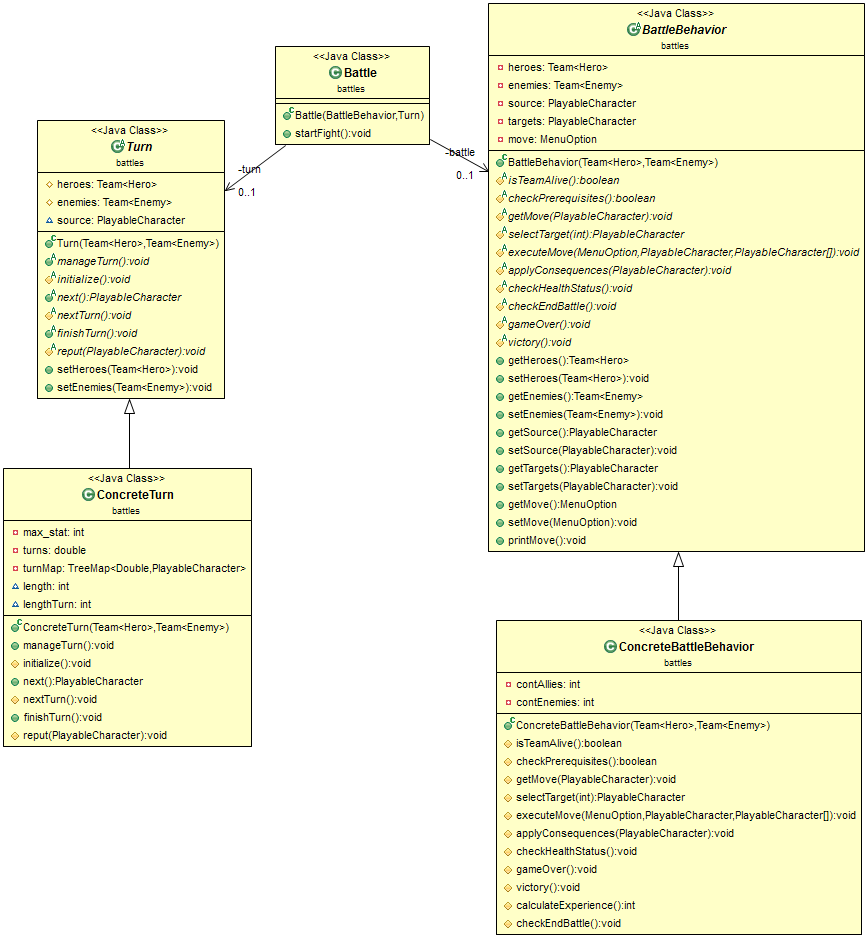 <<Java Class>>
Battle
battles
Battle(BattleBehavior,Turn)
startFight():void
-turn
0..1
-battle
0..1
<<Java Class>>
Turn
battles
heroes: Team<Hero>
enemies: Team<Enemy>
source: PlayableCharacter
Turn(Team<Hero>,Team<Enemy>)
manageTurn():void
initialize():void
next():PlayableCharacter
nextTurn():void
finishTurn():void
reput(PlayableCharacter):void
setHeroes(Team<Hero>):void
setEnemies(Team<Enemy>):void
<<Java Class>>
ConcreteTurn
battles
max_stat: int
turns: double
turnMap: TreeMap<Double,PlayableCharacter>
length: int
lengthTurn: int
ConcreteTurn(Team<Hero>,Team<Enemy>)
manageTurn():void
initialize():void
next():PlayableCharacter
nextTurn():void
finishTurn():void
reput(PlayableCharacter):void
<<Java Class>>
BattleBehavior
battles
heroes: Team<Hero>
enemies: Team<Enemy>
source: PlayableCharacter
targets: PlayableCharacter
move: MenuOption
BattleBehavior(Team<Hero>,Team<Enemy>)
isTeamAlive():boolean
checkPrerequisites():boolean
getMove(PlayableCharacter):void
selectTarget(int):PlayableCharacter
executeMove(MenuOption,PlayableCharacter,PlayableCharacter[]):void
applyConsequences(PlayableCharacter):void
checkHealthStatus():void
checkEndBattle():void
gameOver():void
victory():void
getHeroes():Team<Hero>
setHeroes(Team<Hero>):void
getEnemies():Team<Enemy>
setEnemies(Team<Enemy>):void
getSource():PlayableCharacter
setSource(PlayableCharacter):void
getTargets():PlayableCharacter
setTargets(PlayableCharacter):void
getMove():MenuOption
setMove(MenuOption):void
printMove():void
<<Java Class>>
ConcreteBattleBehavior
battles
contAllies: int
contEnemies: int
ConcreteBattleBehavior(Team<Hero>,Team<Enemy>)
isTeamAlive():boolean
checkPrerequisites():boolean
getMove(PlayableCharacter):void
selectTarget(int):PlayableCharacter
executeMove(MenuOption,PlayableCharacter,PlayableCharacter[]):void
applyConsequences(PlayableCharacter):void
checkHealthStatus():void
gameOver():void
victory():void
calculateExperience():int
checkEndBattle():void